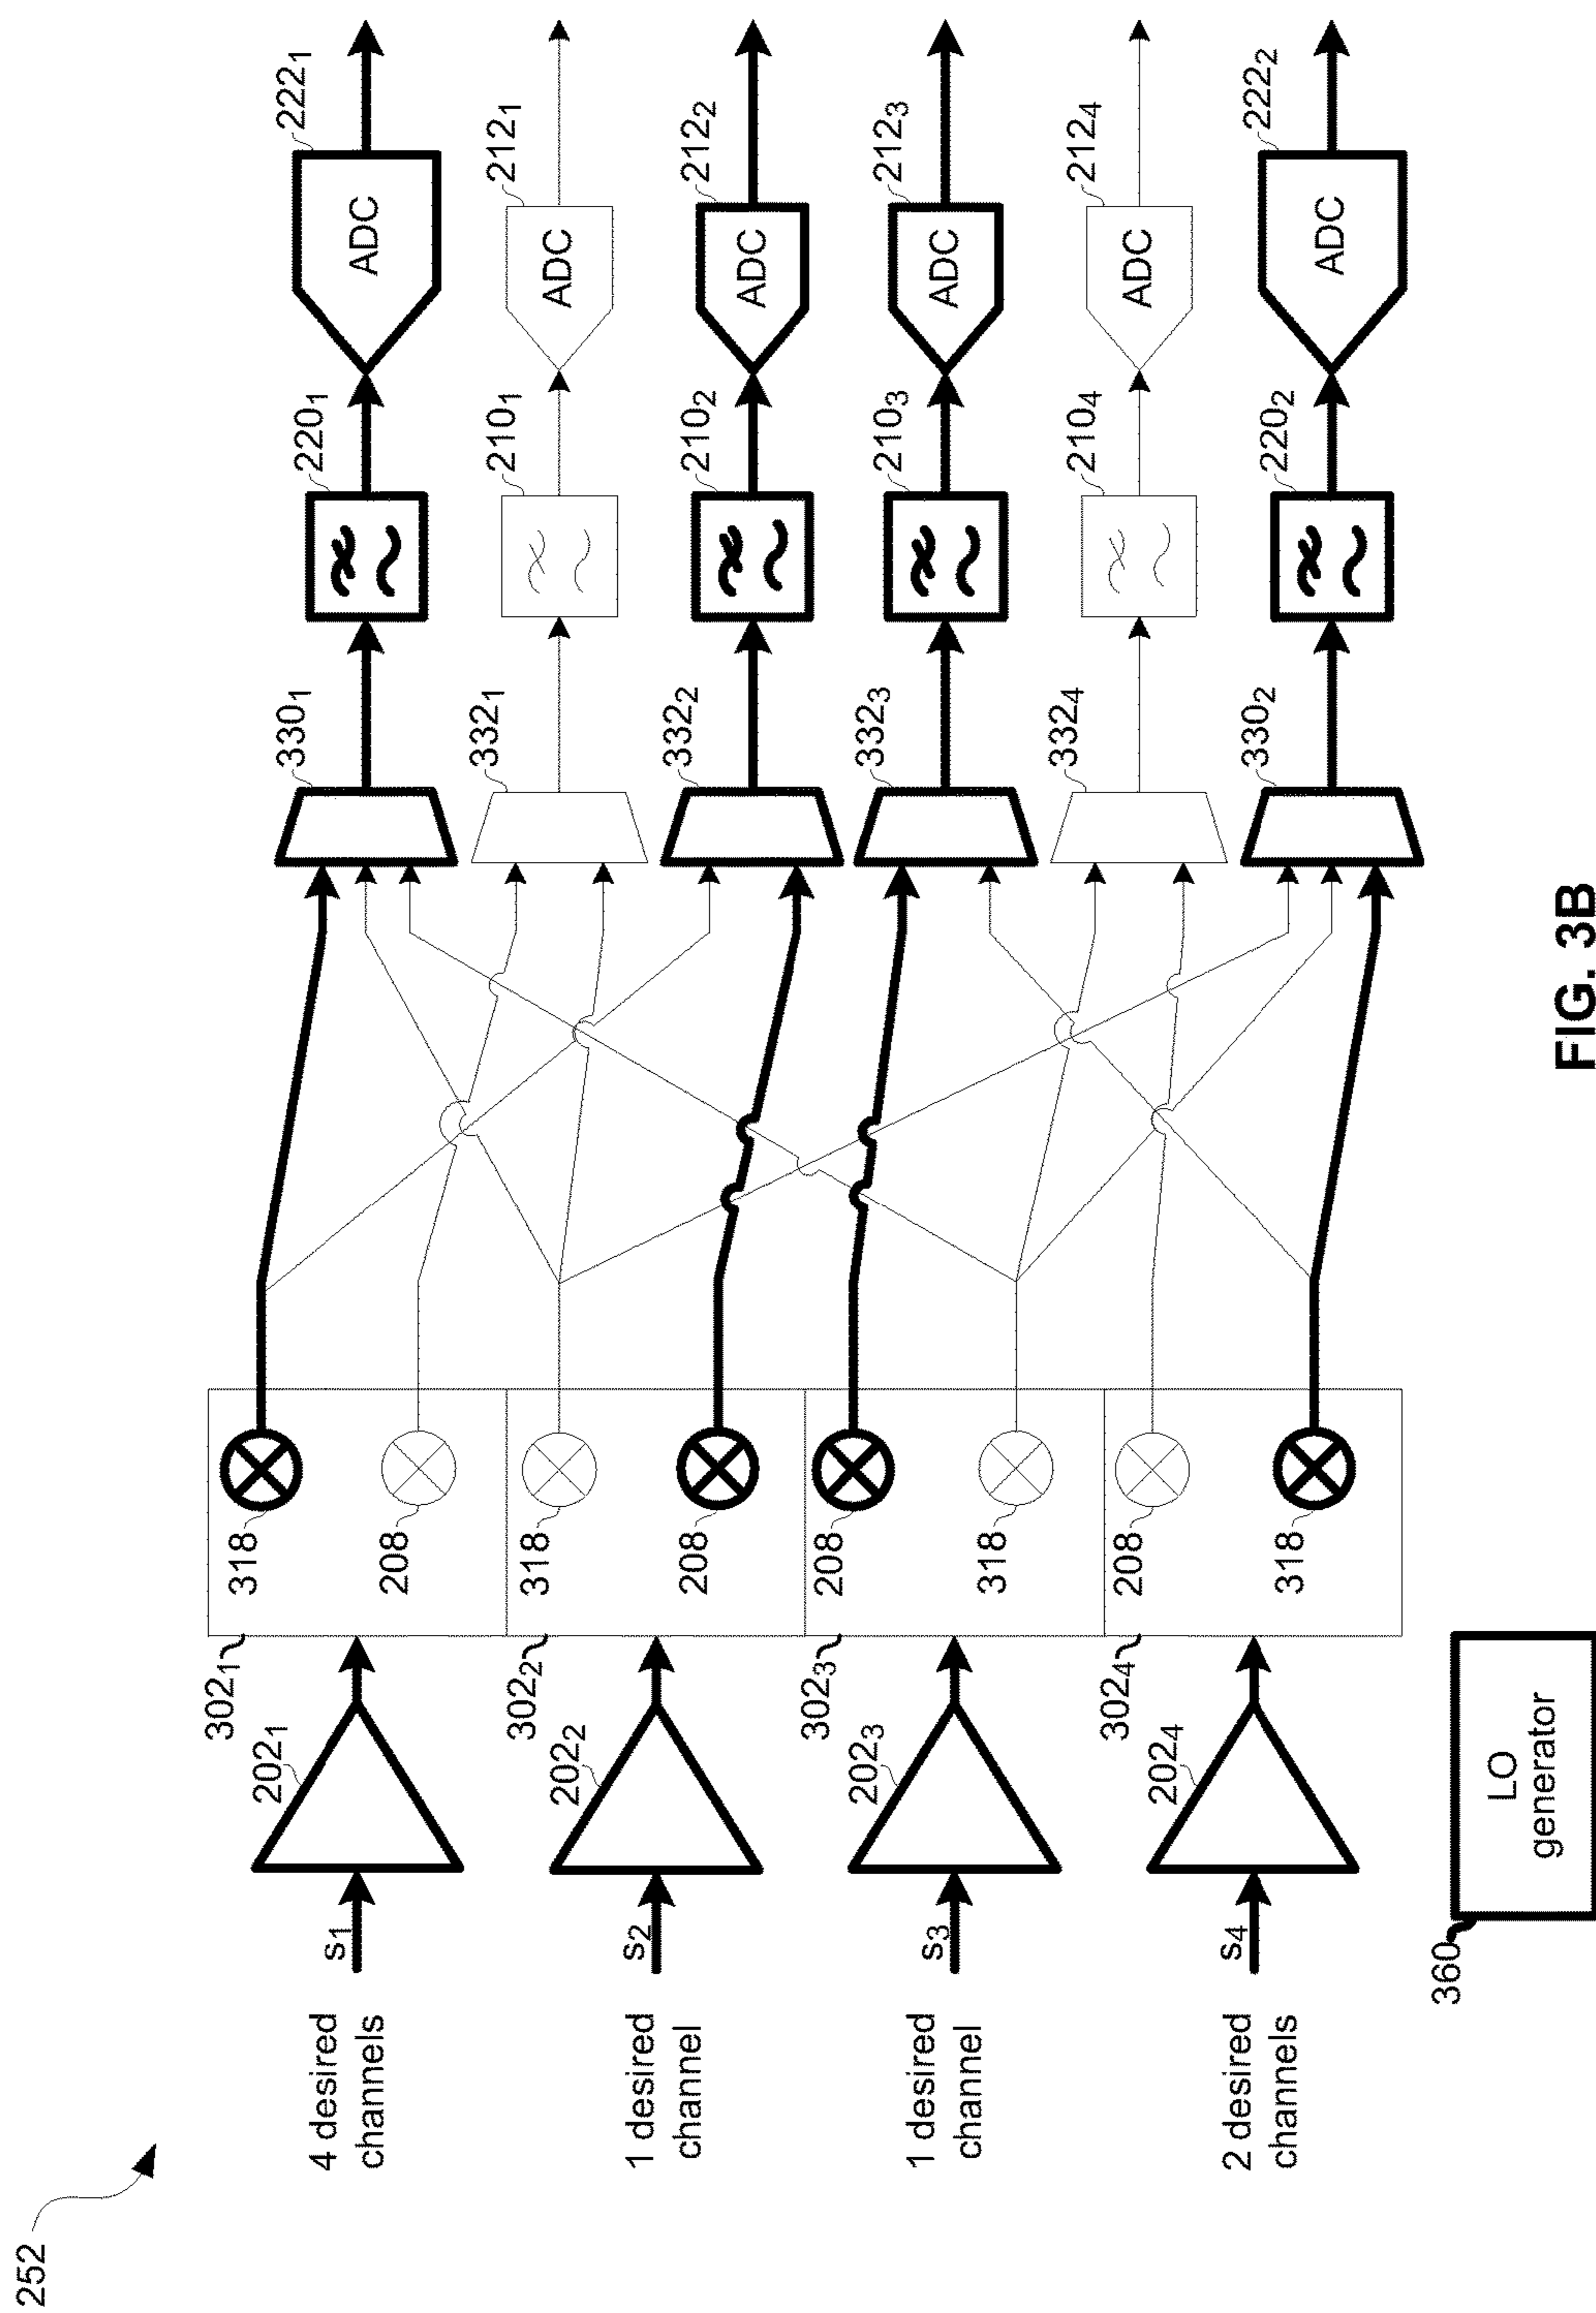 252
4 desired
channels
s1
202₁
302₁
318
208
330₁
220₁
ADC
222₁
332₁
210₁
ADC
212₁
1 desired
channel
s2
202₂
302₂
318
208
332₂
210₂
ADC
212₂
1 desired
channel
s3
202₃
302₃
208
318
332₃
210₃
ADC
212₃
332₄
210₄
ADC
212₄
2 desired
channels
s4
202₄
302₄
208
318
330₂
220₂
ADC
222₂
360
LO
generator
FIG. 3B